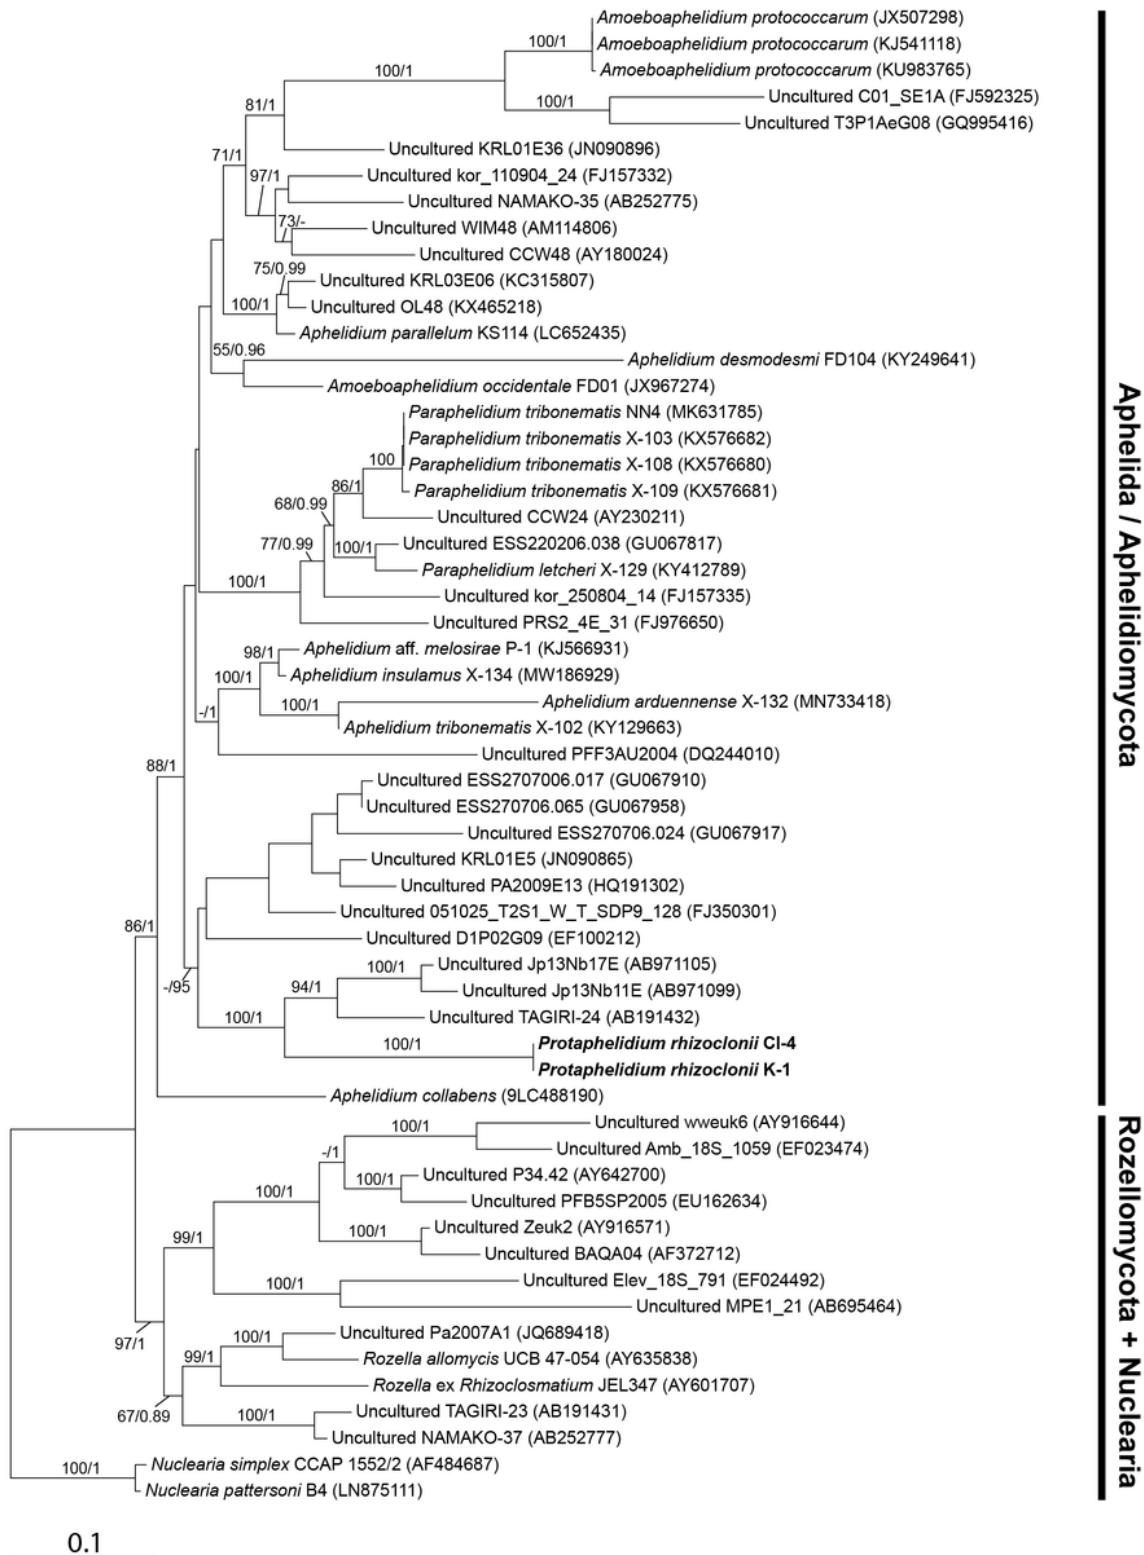 Amoeboaphelidium protococcarum (JX507298)
100/1
Amoeboaphelidium protococcarum (KJ541118)
100/1
Amoeboaphelidium protococcarum (KU983765)
81/1
100/1
Uncultured C01_SE1A (FJ592325)
Uncultured T3P1AeG08 (GQ995416)
71/1
Uncultured KRL01E36 (JN090896)
97/1
Uncultured kor_110904_24 (FJ157332)
Uncultured NAMAKO-35 (AB252775)
73/-
Uncultured WIM48 (AM114806)
Uncultured CCW48 (AY180024)
75/0.99
Uncultured KRL03E06 (KC315807)
100/1
Uncultured OL48 (KX465218)
Aphelidium parallelum KS114 (LC652435)
55/0.96
Aphelidium desmodesmi FD104 (KY249641)
Amoeboaphelidium occidentale FD01 (JX967274)
Paraphelidium tribonematis NN4 (MK631785)
Paraphelidium tribonematis X-103 (KX576682)
100
Paraphelidium tribonematis X-108 (KX576680)
86/1
Paraphelidium tribonematis X-109 (KX576681)
68/0.99
Uncultured CCW24 (AY230211)
77/0.99
100/1
Uncultured ESS220206.038 (GU067817)
Paraphelidium letcheri X-129 (KY412789)
100/1
Uncultured kor_250804_14 (FJ157335)
Uncultured PRS2_4E_31 (FJ976650)
98/1
Aphelidium aff. melosirae P-1 (KJ566931)
100/1
Aphelidium insulamus X-134 (MW186929)
100/1
Aphelidium arduennense X-132 (MN733418)
-/1
Aphelidium tribonematis X-102 (KY129663)
Uncultured PFF3AU2004 (DQ244010)
88/1
Uncultured ESS2707006.017 (GU067910)
Uncultured ESS270706.065 (GU067958)
Uncultured ESS270706.024 (GU067917)
Uncultured KRL01E5 (JN090865)
Uncultured PA2009E13 (HQ191302)
Uncultured 051025_T2S1_W_T_SDP9_128 (FJ350301)
86/1
Uncultured D1P02G09 (EF100212)
-/95
100/1
Uncultured Jp13Nb17E (AB971105)
94/1
Uncultured Jp13Nb11E (AB971099)
100/1
Uncultured TAGIRI-24 (AB191432)
100/1
Protaphelidium rhizoclonii Cl-4
Protaphelidium rhizoclonii K-1
Aphelidium collabens (9LC488190)
Aphelida / Aphelidiomycota
100/1
Uncultured wweuk6 (AY916644)
-/1
Uncultured Amb_18S_1059 (EF023474)
100/1
Uncultured P34.42 (AY642700)
100/1
Uncultured PFB5SP2005 (EU162634)
100/1
Uncultured Zeuk2 (AY916571)
99/1
Uncultured BAQA04 (AF372712)
100/1
Uncultured Elev_18S_791 (EF024492)
Uncultured MPE1_21 (AB695464)
97/1
100/1
Uncultured Pa2007A1 (JQ689418)
99/1
Rozella allomycis UCB 47-054 (AY635838)
Rozella ex Rhizoclosmatium JEL347 (AY601707)
67/0.89
100/1
Uncultured TAGIRI-23 (AB191431)
Uncultured NAMAKO-37 (AB252777)
100/1
Nuclearia simplex CCAP 1552/2 (AF484687)
Nuclearia pattersoni B4 (LN875111)
Rozellomycota + Nuclearia
0.1